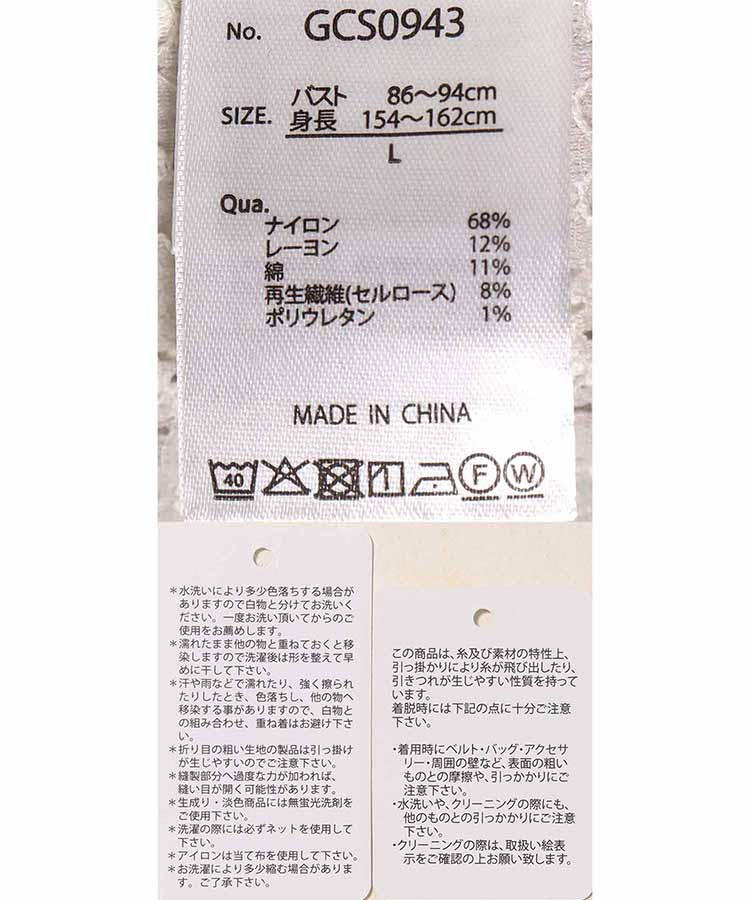 No. GCS0943
SIZE. バスト 86～94cm
身長 154～162cm
L
Qua.
ナイロン 68%
レーヨン 12%
綿 11%
再生繊維(セルロース) 8%
ポリウレタン 1%
MADE IN CHINA
40 F W
＊水洗いにより多少色落ちする場合が
ありますので白物と分けてお洗いく
ださい。一度お洗い頂いてからのご
使用をお薦めします。
＊濡れたまま他の物と重ねておくと移
染しますので洗濯後は形を整えて早
めに干して下さい。
＊汗や雨などで濡れたり、強く擦られ
たりしたとき、色落ちし、他の物へ
移染する事がありますので、白物と
の組み合わせ、重ね着はお避け下さ
い。
＊折り目の粗い生地の製品は引っ掛け
が生じやすいのでご注意下さい。
＊縫製部分へ過度な力が加われば、
縫い目が開く可能性があります。
＊生成り・淡色商品には無蛍光洗剤を
ご使用下さい。
＊洗濯の際には必ずネットを使用して
下さい。
＊アイロンは当て布を使用して下さい。
＊お洗濯により多少縮む場合がありま
す。ご了承下さい。
この商品は、糸及び素材の特性上、
引っ掛かりにより糸が飛び出したり、
引きつれが生じやすい性質を持って
います。
着脱時には下記の点に十分ご注意
下さい。
・着用時にベルト・バッグ・アクセサ
リー・周囲の壁など、表面の粗い
ものとの摩擦や、引っかかりにご
注意下さい。
・水洗いや、クリーニングの際にも、
他のものとの引っかかりにご注意
下さい。
・クリーニングの際は、取扱い絵表
示をご確認の上お願い致します。